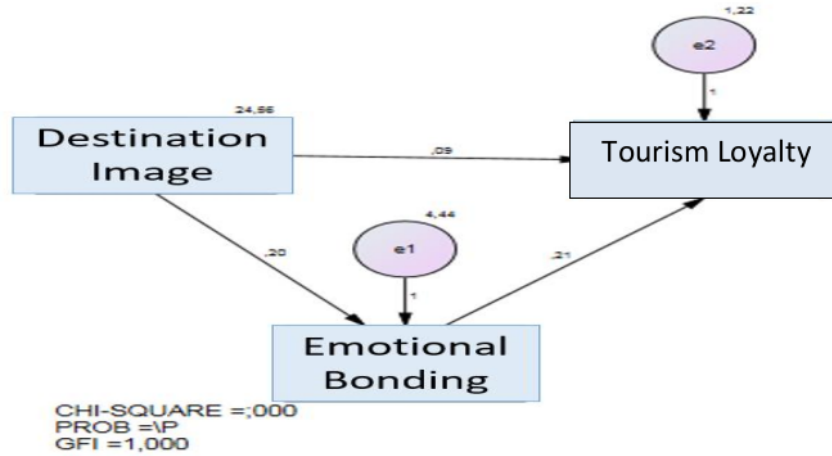 1,22
e2
1
24,56
Destination
Image
,09
Tourism Loyalty
,20
4,44
e1
1
,21
Emotional
Bonding
CHI-SQUARE =;000
PROB =\P
GFI =1,000